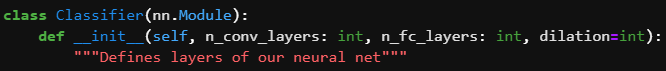 class Classifier(nn.Module):
    def __init__(self, n_conv_layers: int, n_fc_layers: int, dilation=int):
        """Defines layers of our neural net"""